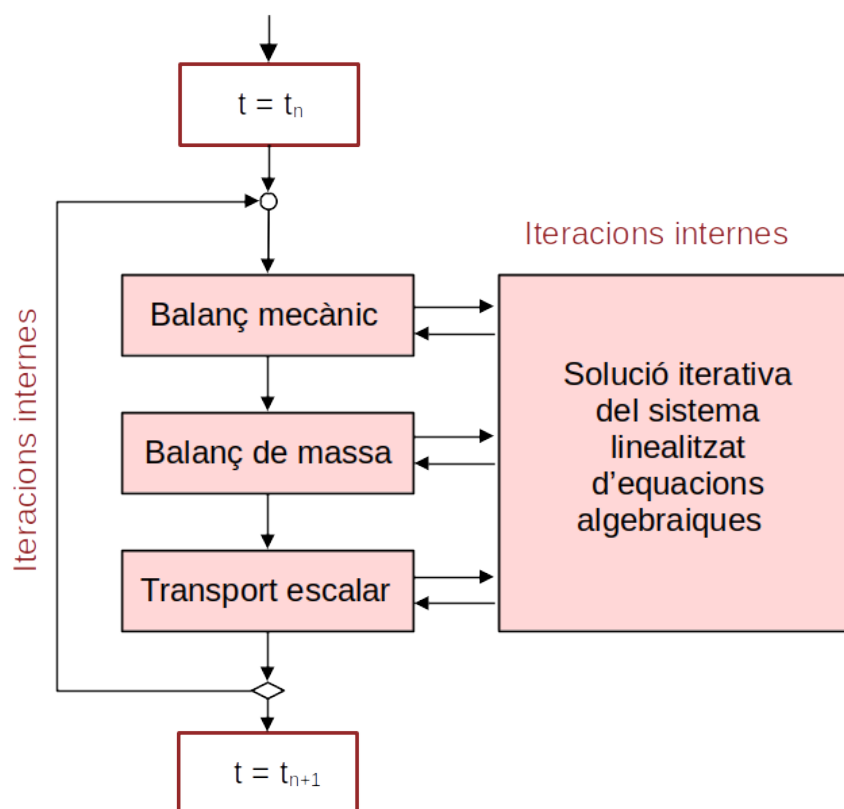 t = tn
Iteracions internes
Iteracions internes
Balanç mecànic
Solució iterativa
del sistema
linealitzat
d’equacions
algebraiques
Balanç de massa
Transport escalar
t = tn+1